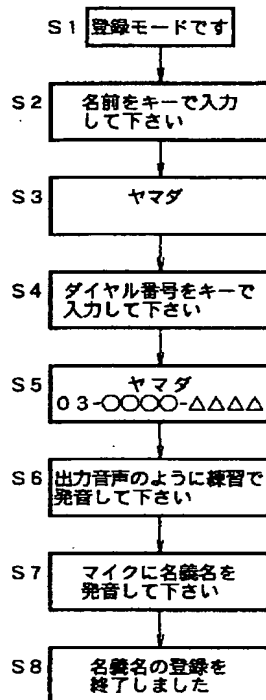 S1 登録モードです
S2 名前をキーで入力
して下さい
S3 ヤマダ
S4 ダイヤル番号をキーで
入力して下さい
S5 ヤマダ
03-○○○○-△△△△
S6 出力音声のように練習で
発音して下さい
S7 マイクに名義名を
発音して下さい
S8 名義名の登録を
終了しました